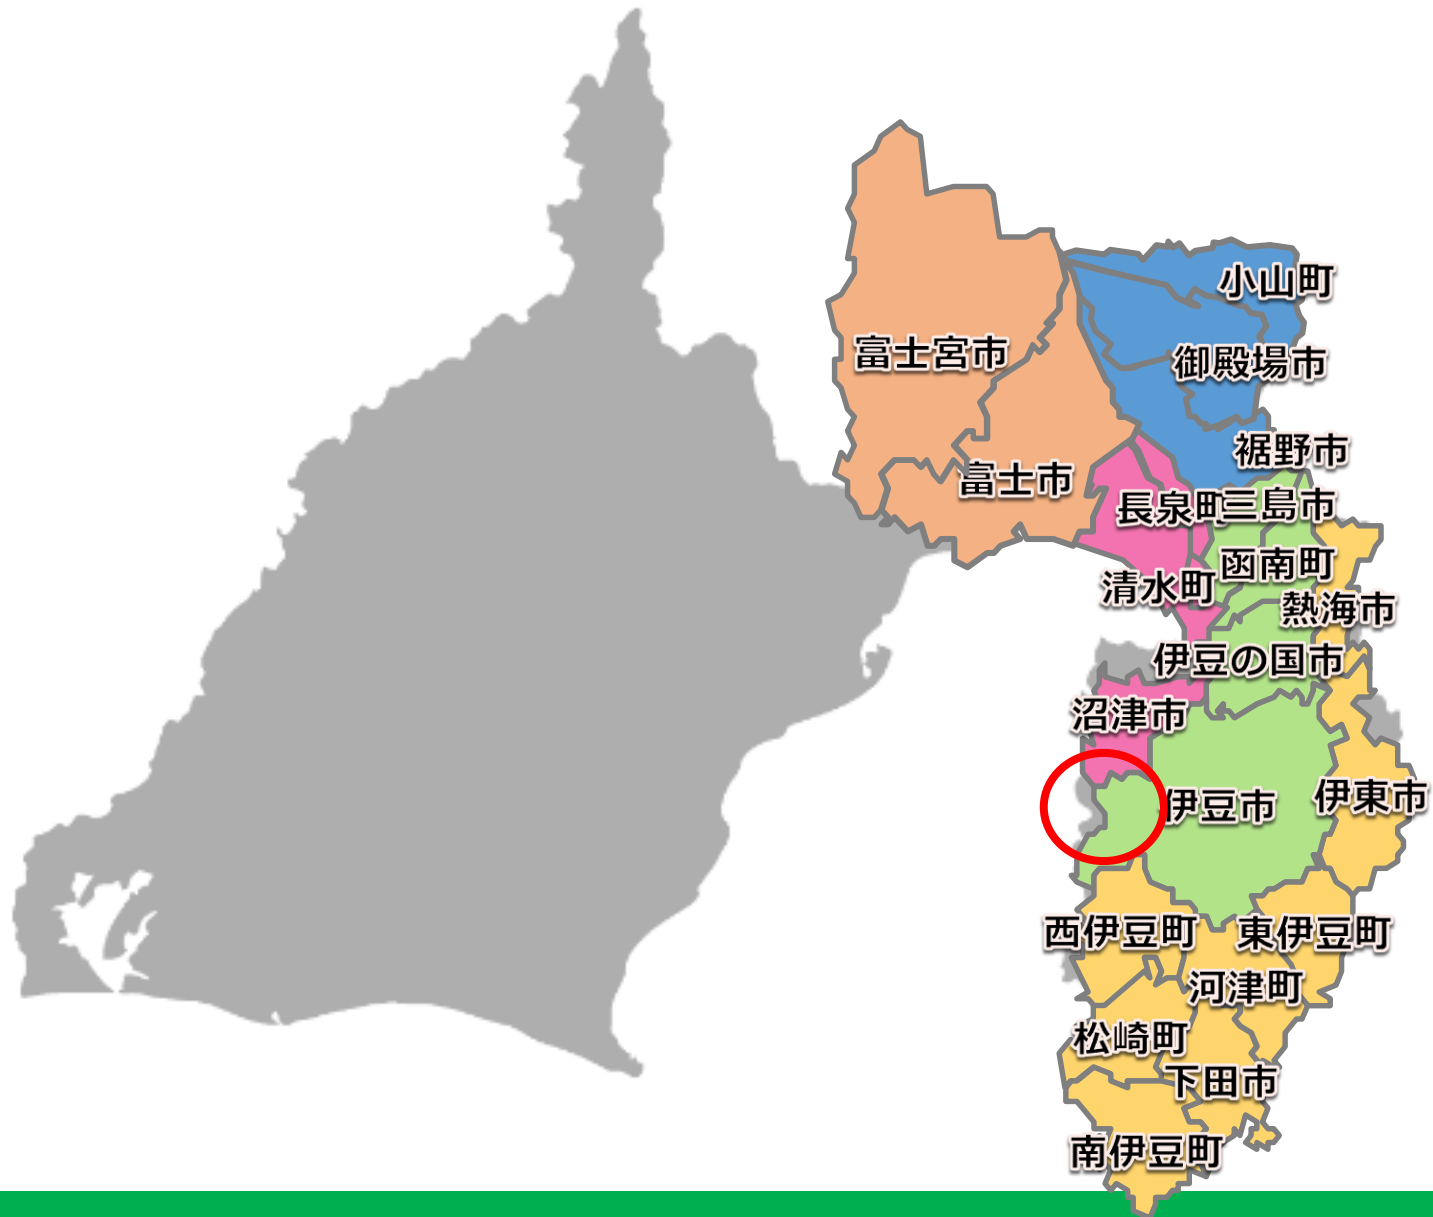 小山町
富士宮市
御殿場市
裾野市
富士市
長泉町
三島市
函南町
清水町
熱海市
伊豆の国市
沼津市
伊豆市
伊東市
西伊豆町
東伊豆町
河津町
松崎町
下田市
南伊豆町